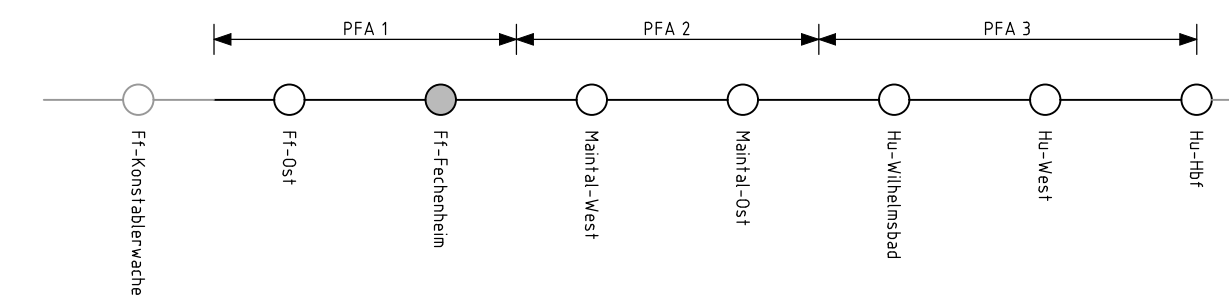 PFA 1
PFA 2
PFA 3
Ff-Konstablerwache
Ff-Ost
Ff-Fechenheim
Maintal-West
Maintal-Ost
Hu-Wilhelmsbad
Hu-West
Hu-Hbf